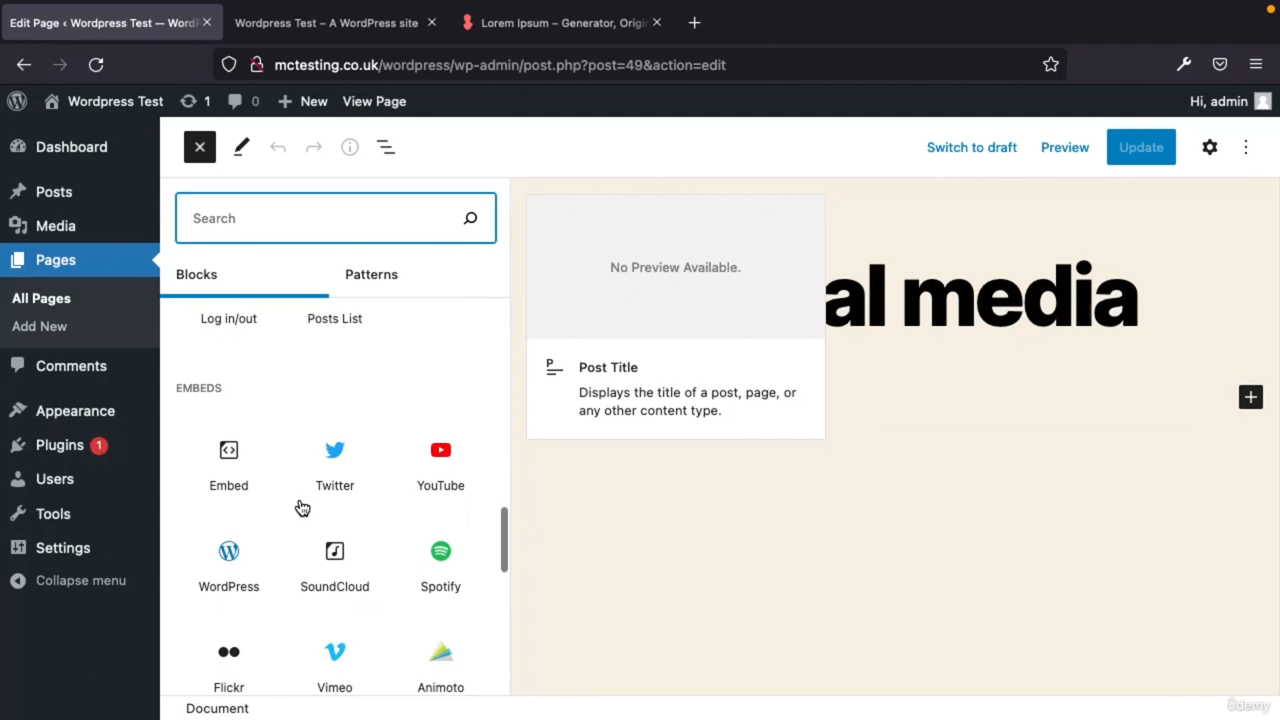 Edit Page ‹ Wordpress Test — Word
Wordpress Test – A WordPress site
Lorem Ipsum – Generator, Origi
mctesting.co.uk/wordpress/wp-admin/post.php?post=49&action=edit
Wordpress Test
1
0
New
View Page
Hi, admin
Dashboard
Posts
Media
Pages
All Pages
Add New
Comments
Appearance
Plugins 1
Users
Tools
Settings
Collapse menu
Switch to draft
Preview
Update
Search
Blocks
Patterns
Log in/out
Posts List
EMBEDS
Embed
Twitter
YouTube
WordPress
SoundCloud
Spotify
Flickr
Vimeo
Animoto
No Preview Available.
Post Title
Displays the title of a post, page, or
any other content type.
al media
Document
ûdemy